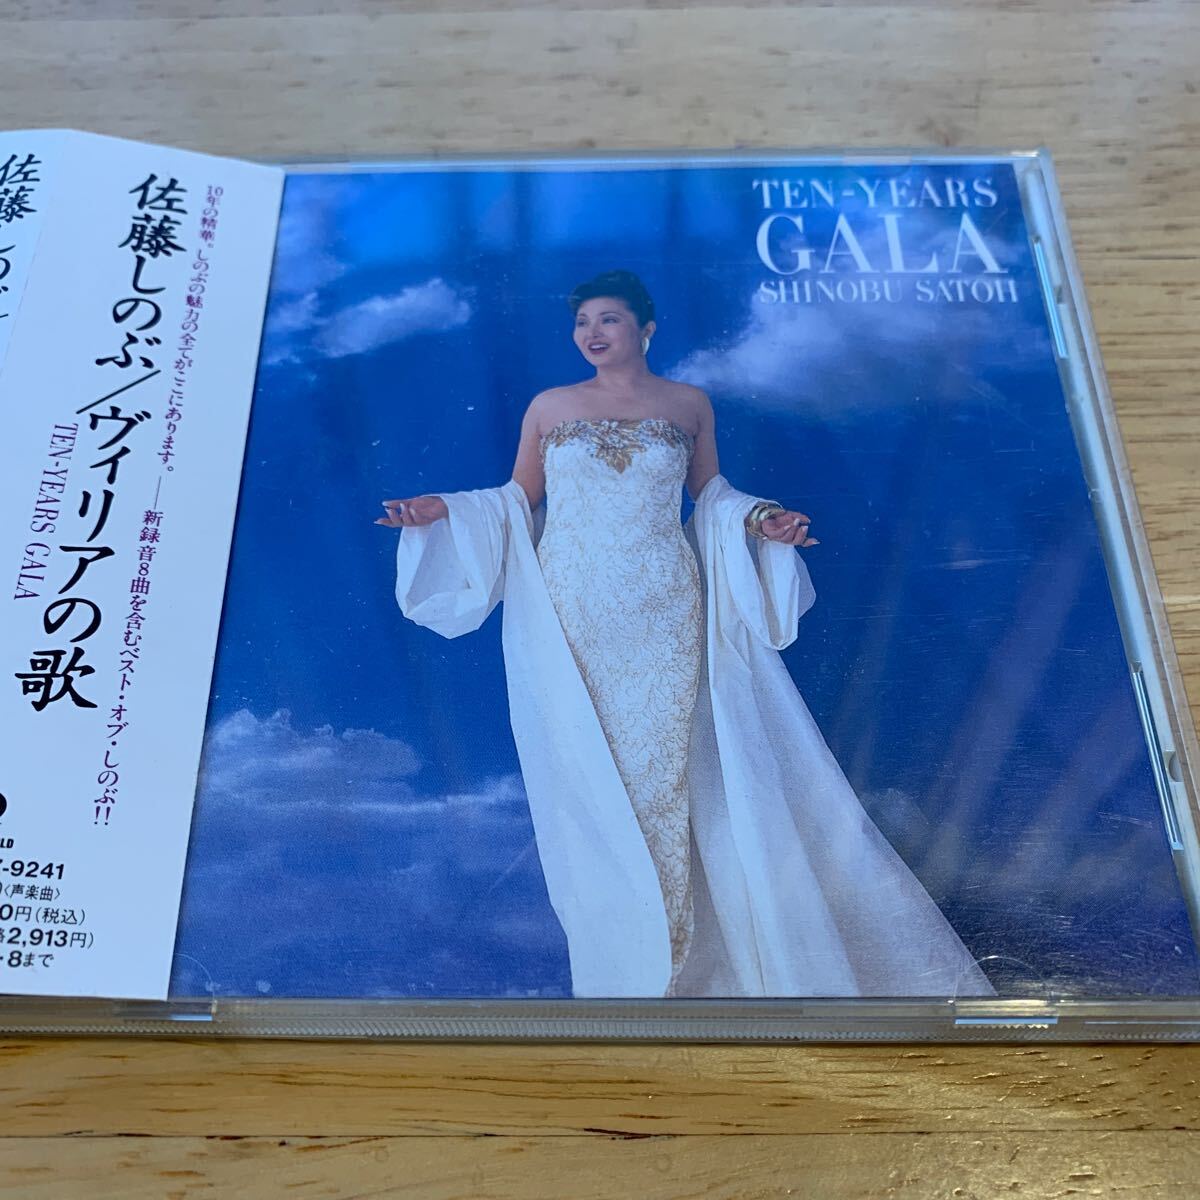 佐藤しのぶ
10年の精華。しのぶの魅力の全てがここにあります。――新録音8曲を含むベスト・オブ・しのぶ!!
佐藤しのぶ/ヴィリアの歌
TEN-YEARS GALA
-9241
〈声楽曲〉
0円(税込)
2,913円)
・8まで
TEN-YEARS
GALA
SHINOBU SATOH